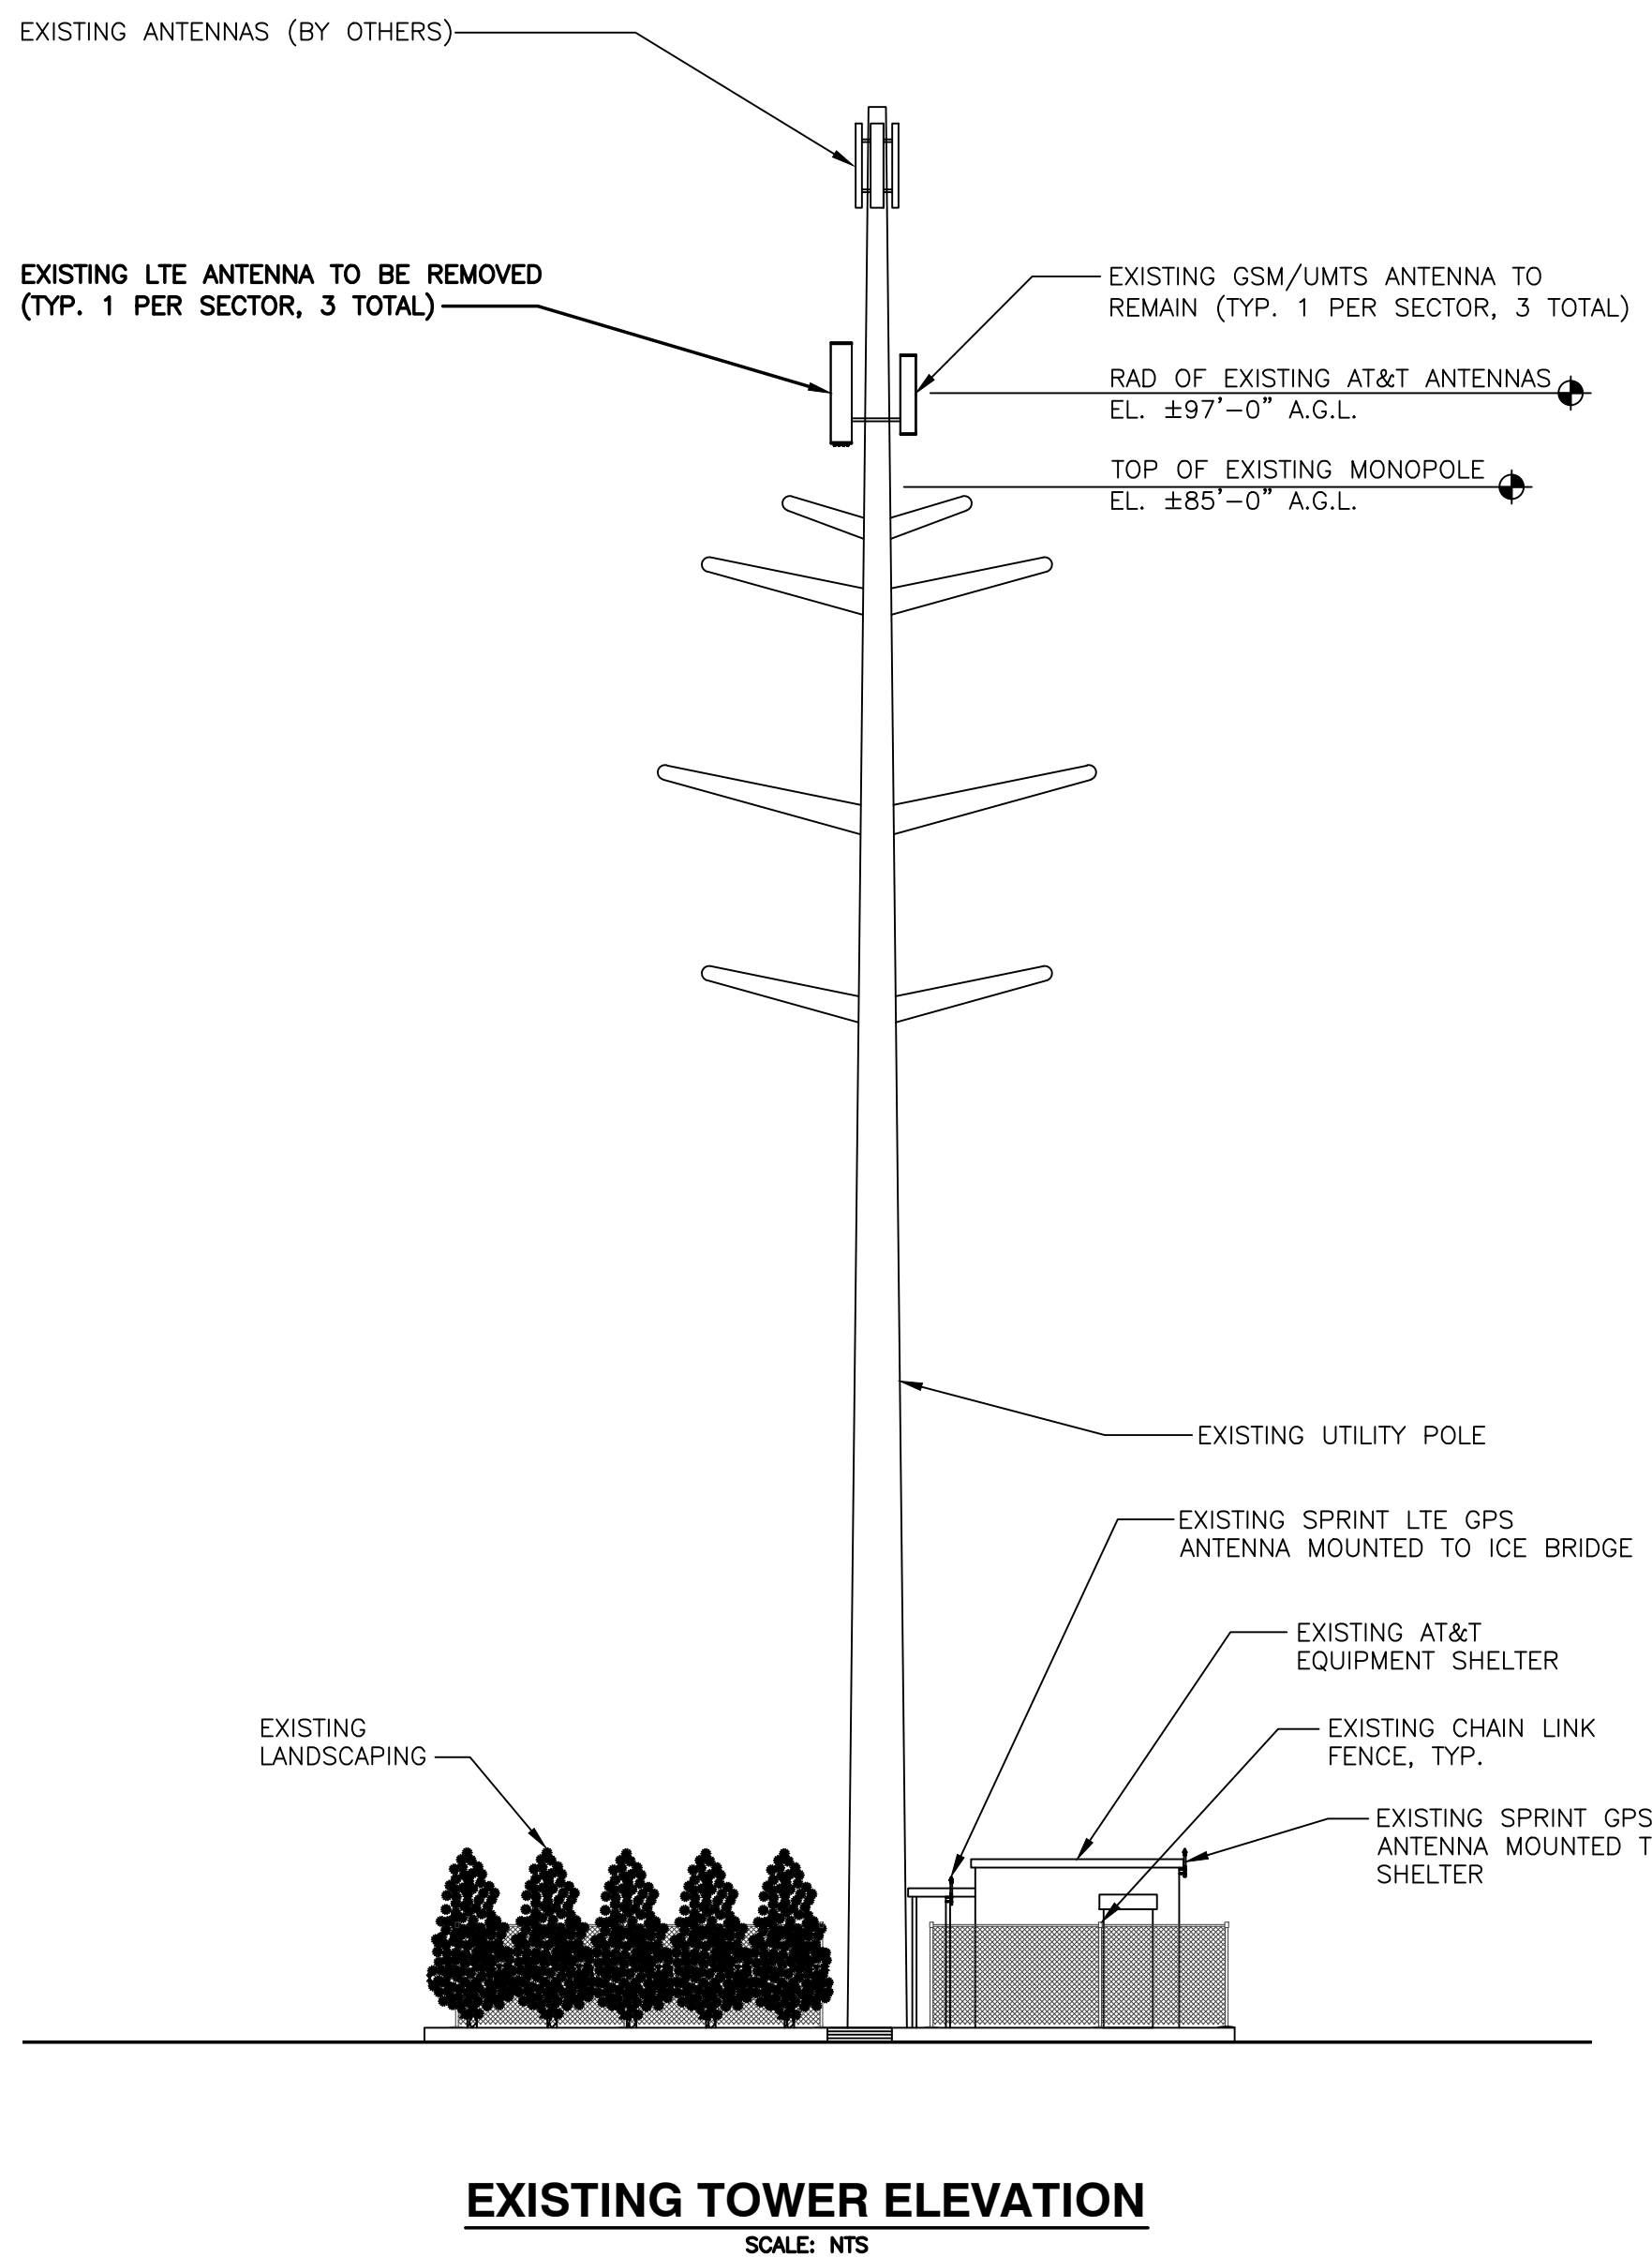 EXISTING ANTENNAS (BY OTHERS)
EXISTING LTE ANTENNA TO BE REMOVED
(TYP. 1 PER SECTOR, 3 TOTAL)
EXISTING GSM/UMTS ANTENNA TO
REMAIN (TYP. 1 PER SECTOR, 3 TOTAL)
RAD OF EXISTING AT&T ANTENNAS
EL. ±97'-0" A.G.L.
TOP OF EXISTING MONOPOLE
EL. ±85'-0" A.G.L.
EXISTING UTILITY POLE
EXISTING SPRINT LTE GPS
ANTENNA MOUNTED TO ICE BRIDGE
EXISTING AT&T
EQUIPMENT SHELTER
EXISTING
LANDSCAPING
EXISTING CHAIN LINK
FENCE, TYP.
EXISTING SPRINT GPS
ANTENNA MOUNTED T
SHELTER
EXISTING TOWER ELEVATION
SCALE: NTS